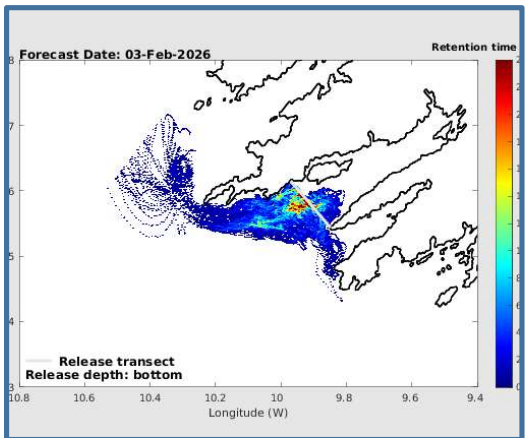 Forecast Date: 03-Feb-2026
Retention time
8
7
6
5
4
3
10.8 10.6 10.4 10.2 10 9.8 9.6 9.4
Longitude (W)
Release transect
Release depth: bottom